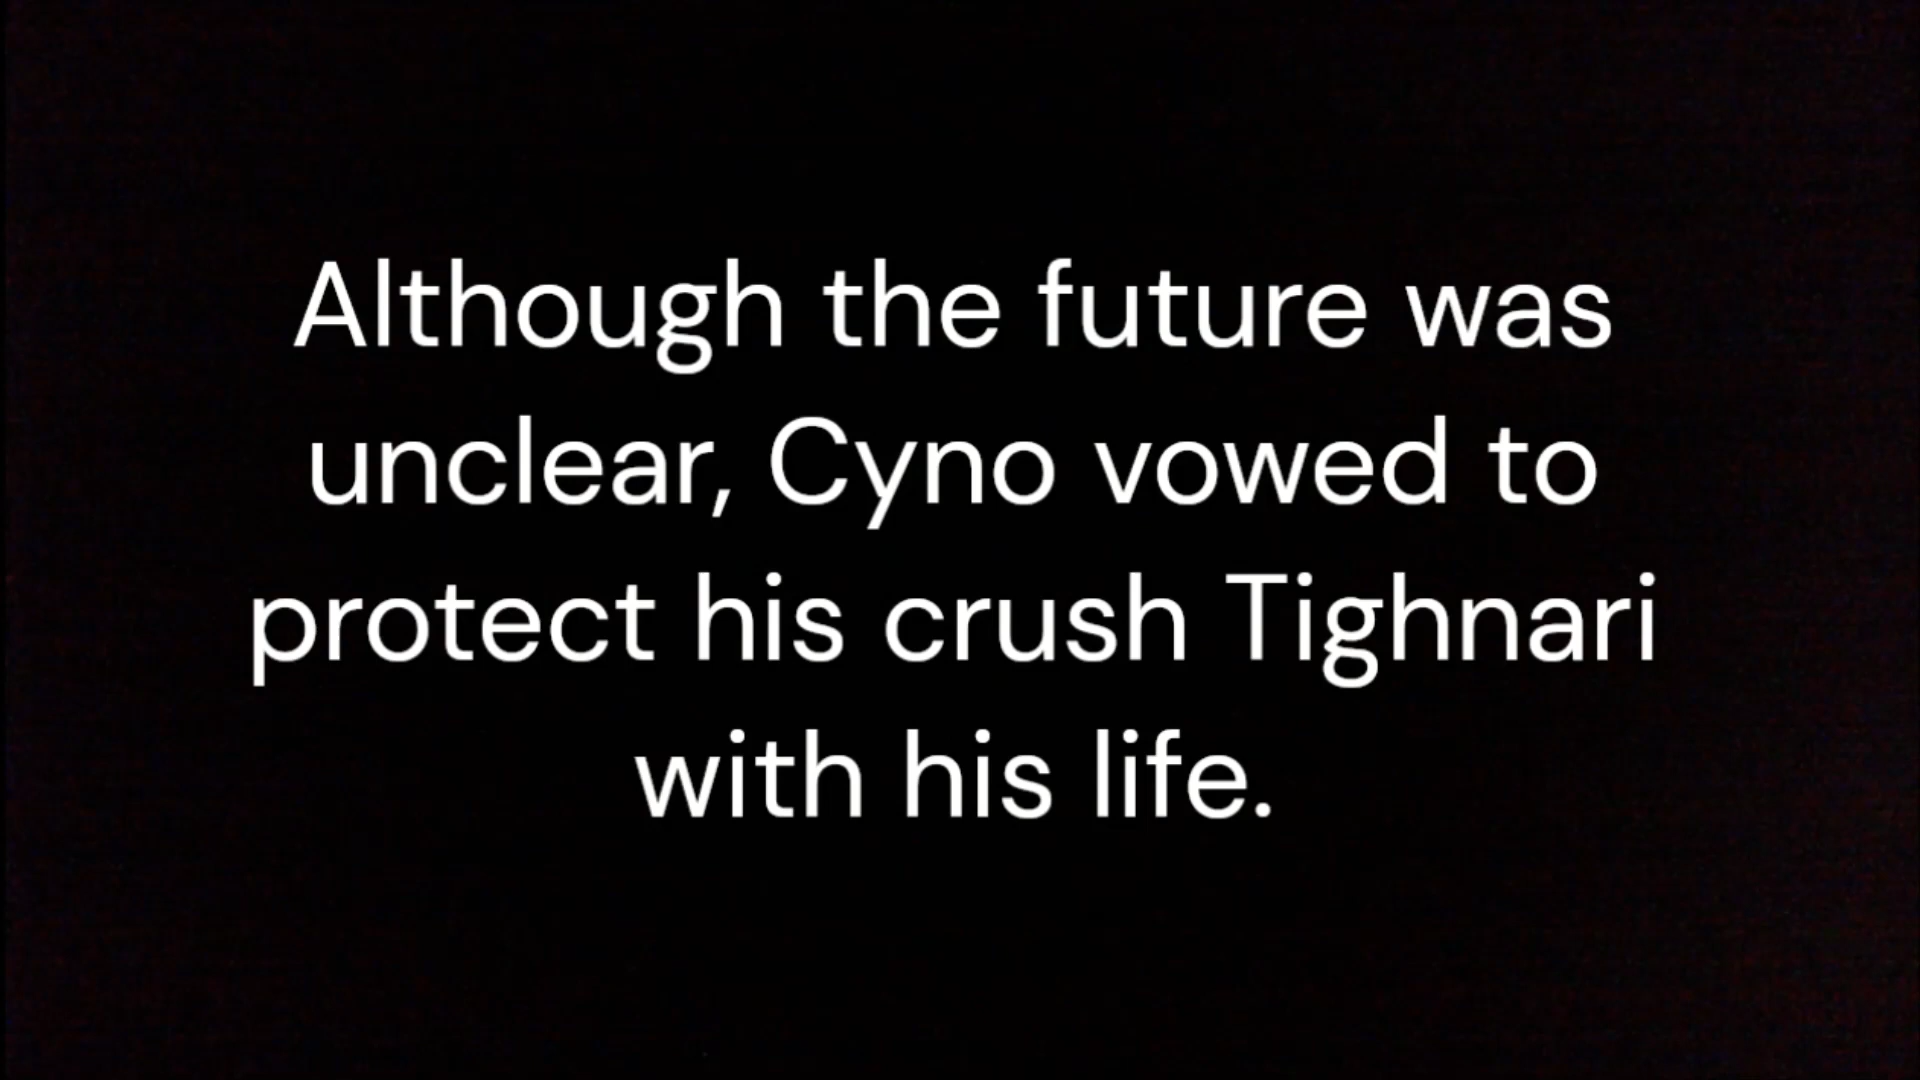 Although the future was
unclear, Cyno vowed to
protect his crush Tighnari
with his life.